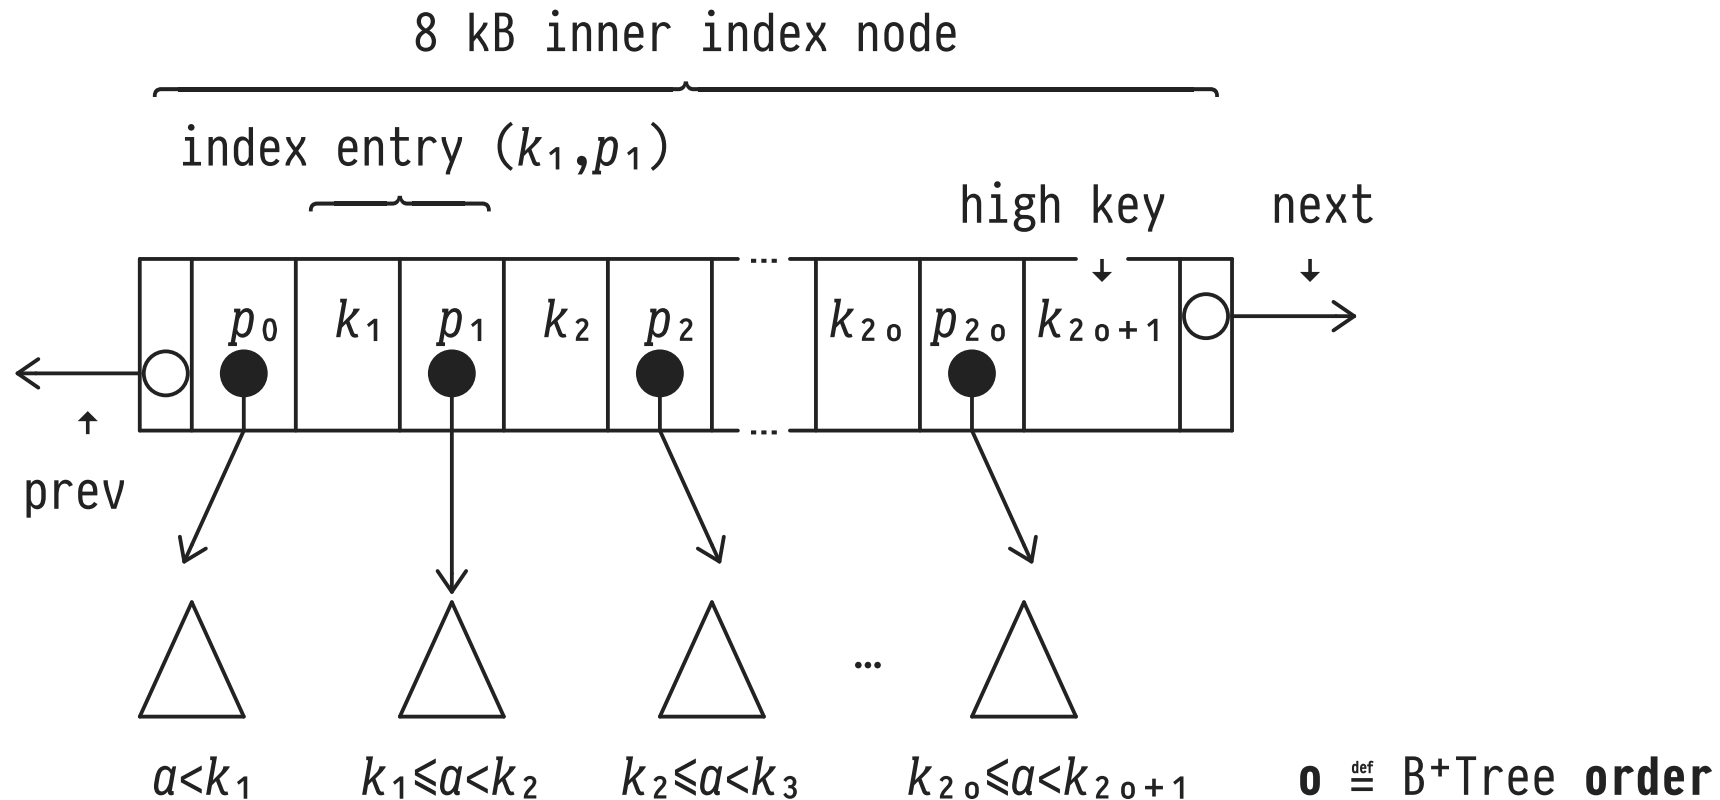 8 kB inner index node
index entry (k₁,p₁)
high key next
...
p₀ k₁ p₁ k₂ p₂ k₂ₒ p₂ₒ k₂ₒ₊₁
...
prev
...
a<k₁ k₁≤a<k₂ k₂≤a<k₃ k₂ₒ≤a<k₂ₒ₊₁ o ≝ B⁺Tree order